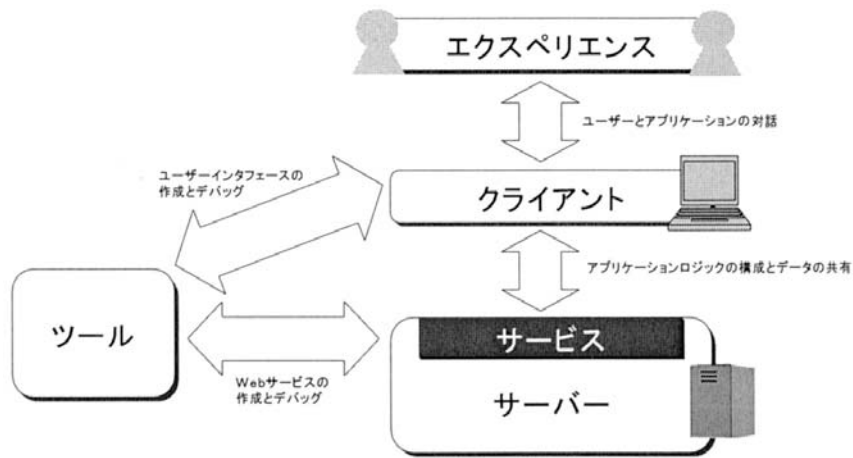 エクスペリエンス
ユーザーとアプリケーションの対話
ユーザーインタフェースの
作成とデバッグ
クライアント
アプリケーションロジックの構成とデータの共有
ツール
サービス
Webサービスの
作成とデバッグ
サーバー